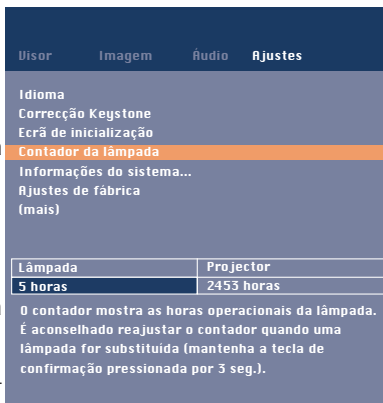 Visor Imagem Áudio Ajustes
Idioma
Correcção Keystone
Ecrã de inicialização
Contador da lâmpada
Informações do sistema...
Ajustes de fábrica
(mais)
Lâmpada Projector
5 horas 2453 horas
O contador mostra as horas operacionais da lâmpada.
É aconselhado reajustar o contador quando uma
lâmpada for substituída (mantenha a tecla de
confirmação pressionada por 3 seg.).